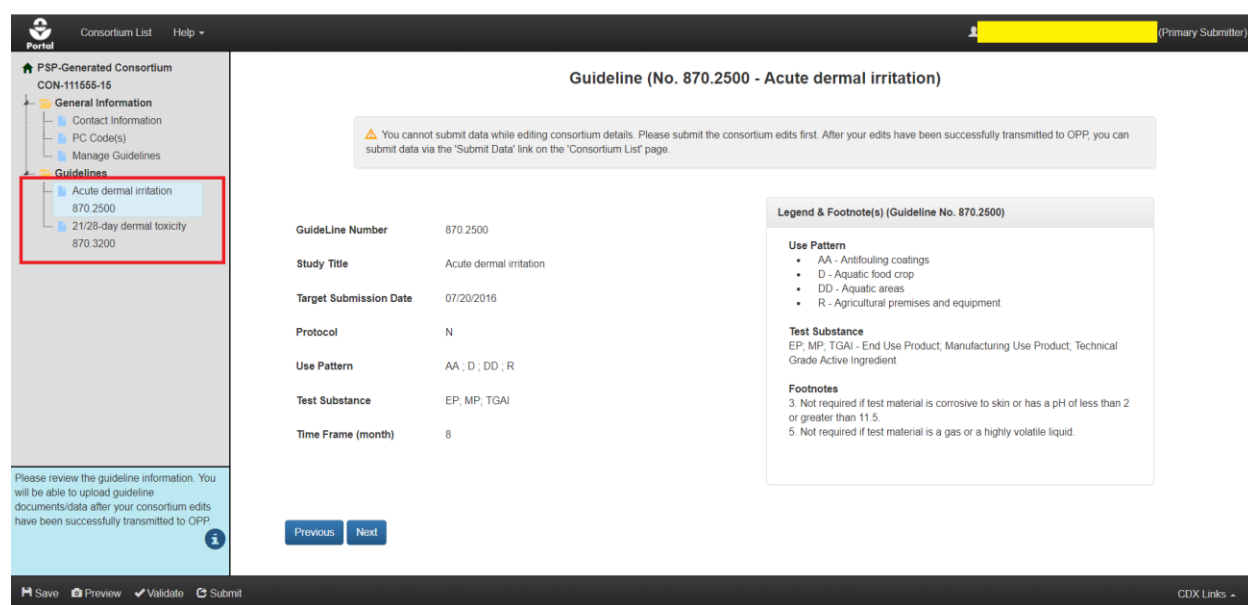 Portal
Consortium List Help
(Primary Submitter)
PSP-Generated Consortium
CON-111555-15
General Information
Contact Information
PC Code(s)
Manage Guidelines
Guidelines
Acute dermal irritation
870.2500
21/28-day dermal toxicity
870.3200
Please review the guideline information. You
will be able to upload guideline
documents/data after your consortium edits
have been successfully transmitted to OPP.
Guideline (No. 870.2500 - Acute dermal irritation)
You cannot submit data while editing consortium details. Please submit the consortium edits first. After your edits have been successfully transmitted to OPP, you can
submit data via the 'Submit Data' link on the 'Consortium List' page.
GuideLine Number 870.2500
Study Title Acute dermal irritation
Target Submission Date 07/20/2016
Protocol N
Use Pattern AA ; D ; DD ; R
Test Substance EP; MP; TGAI
Time Frame (month) 8
Legend & Footnote(s) (Guideline No. 870.2500)
Use Pattern
• AA - Antifouling coatings
• D - Aquatic food crop
• DD - Aquatic areas
• R - Agricultural premises and equipment
Test Substance
EP; MP; TGAI - End Use Product; Manufacturing Use Product; Technical
Grade Active Ingredient
Footnotes
3. Not required if test material is corrosive to skin or has a pH of less than 2
or greater than 11.5.
5. Not required if test material is a gas or a highly volatile liquid.
Previous Next
Save Preview Validate Submit
CDX Links